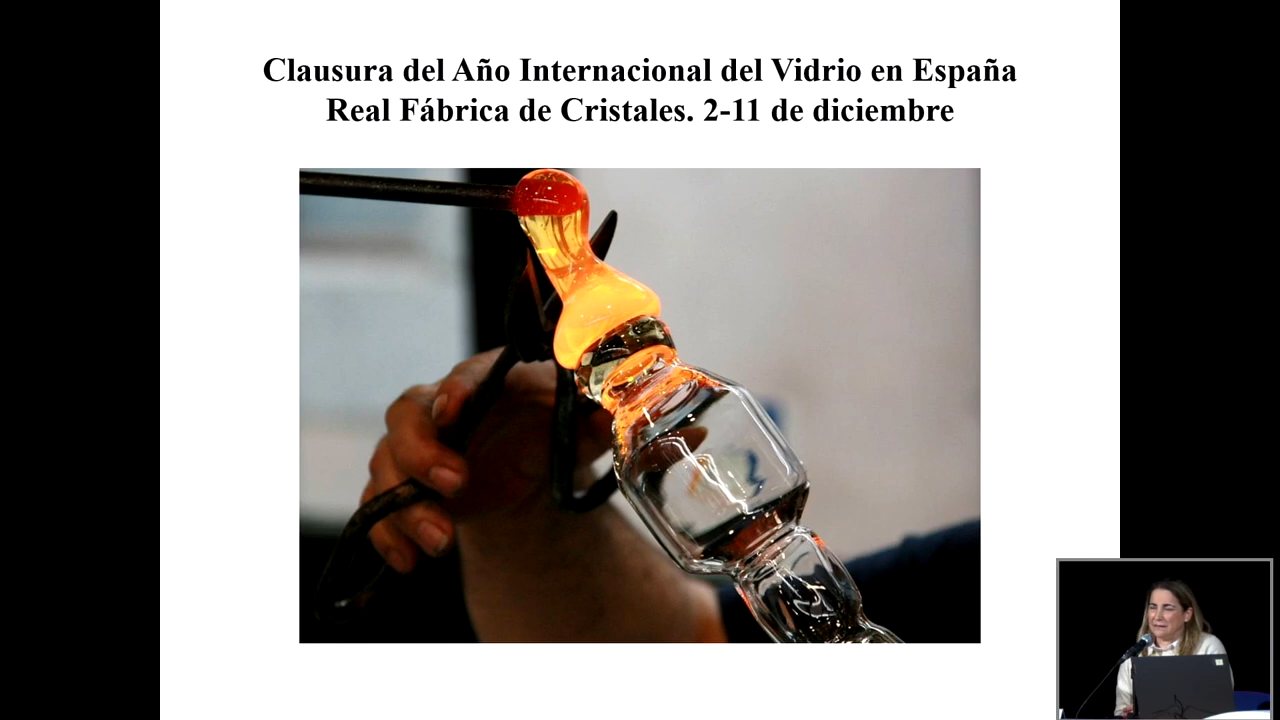 Clausura del Año Internacional del Vidrio en España
Real Fábrica de Cristales. 2-11 de diciembre